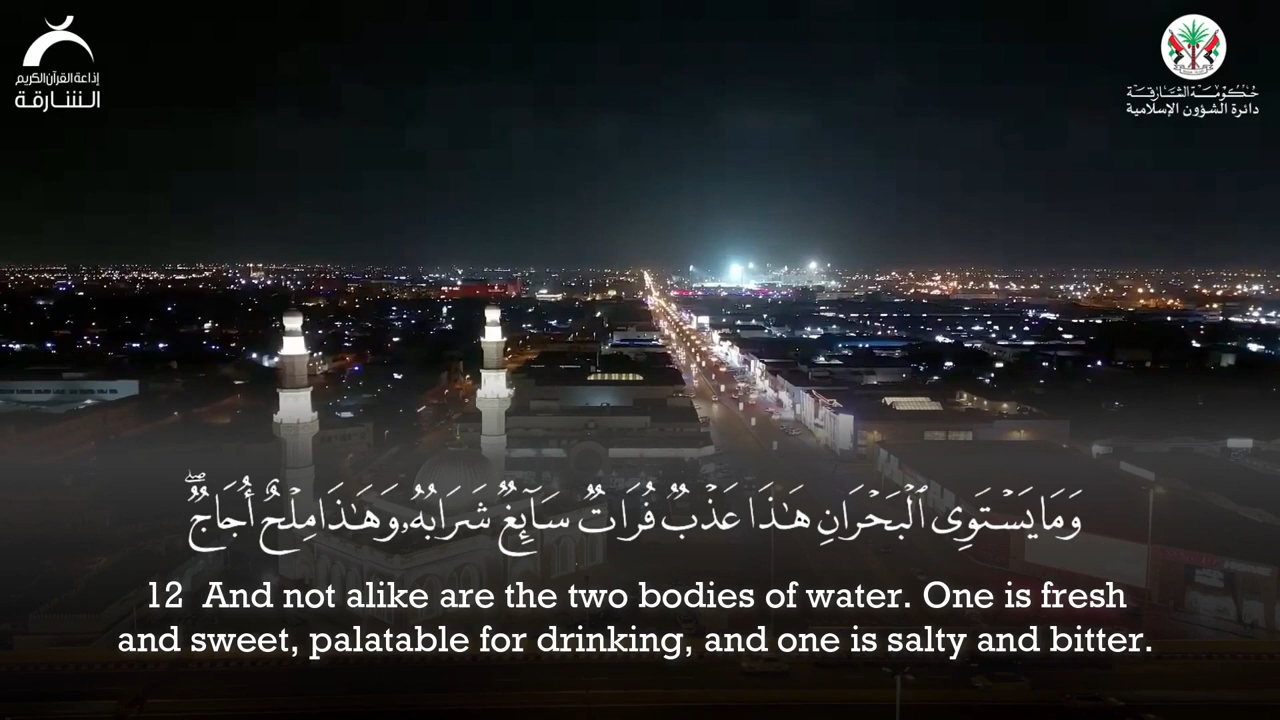 إذاعة القرآن الكريم
الشارقة
حكومة الشارقة
دائرة الشؤون الإسلامية
وَمَا يَسْتَوِى ٱلْبَحْرَانِ هَٰذَا عَذْبٌ فُرَاتٌ سَآئِغٌ شَرَابُهُۥ وَهَٰذَا مِلْحٌ أُجَاجٌ ۖ
12 And not alike are the two bodies of water. One is fresh
and sweet, palatable for drinking, and one is salty and bitter.